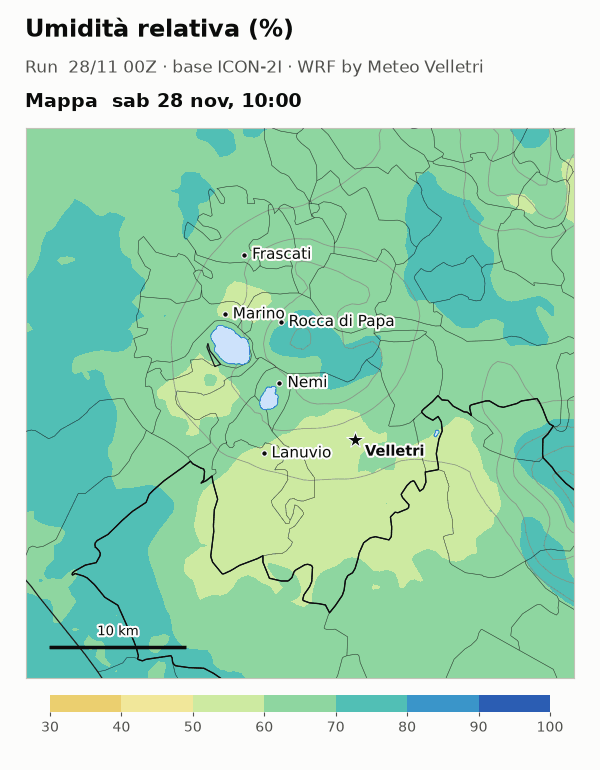 Umidità relativa (%)
Run  28/11 00Z · base ICON-2I · WRF by Meteo Velletri
Mappa  sab 28 nov, 10:00
Frascati
Marino
Rocca di Papa
Nemi
Velletri
Lanuvio
10 km
30 40 50 60 70 80 90 100